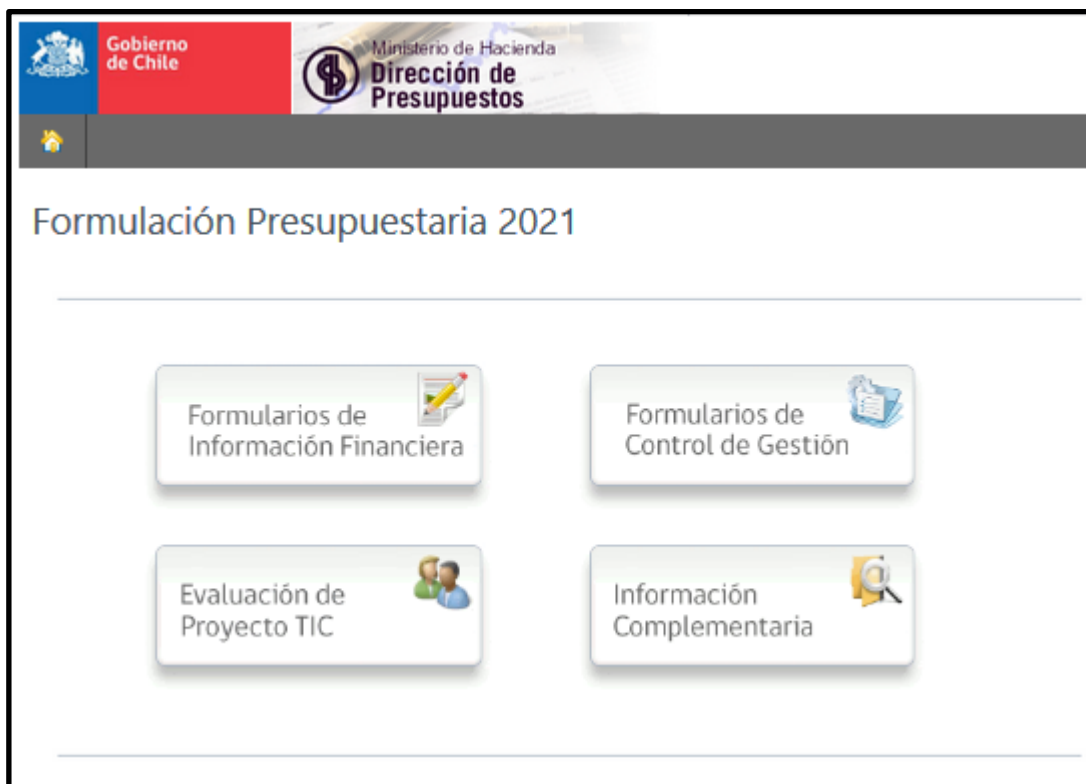 Gobierno
de Chile
Ministerio de Hacienda
Dirección de
Presupuestos
Formulación Presupuestaria 2021
Formularios de
Información Financiera
Formularios de
Control de Gestión
Evaluación de
Proyecto TIC
Información
Complementaria